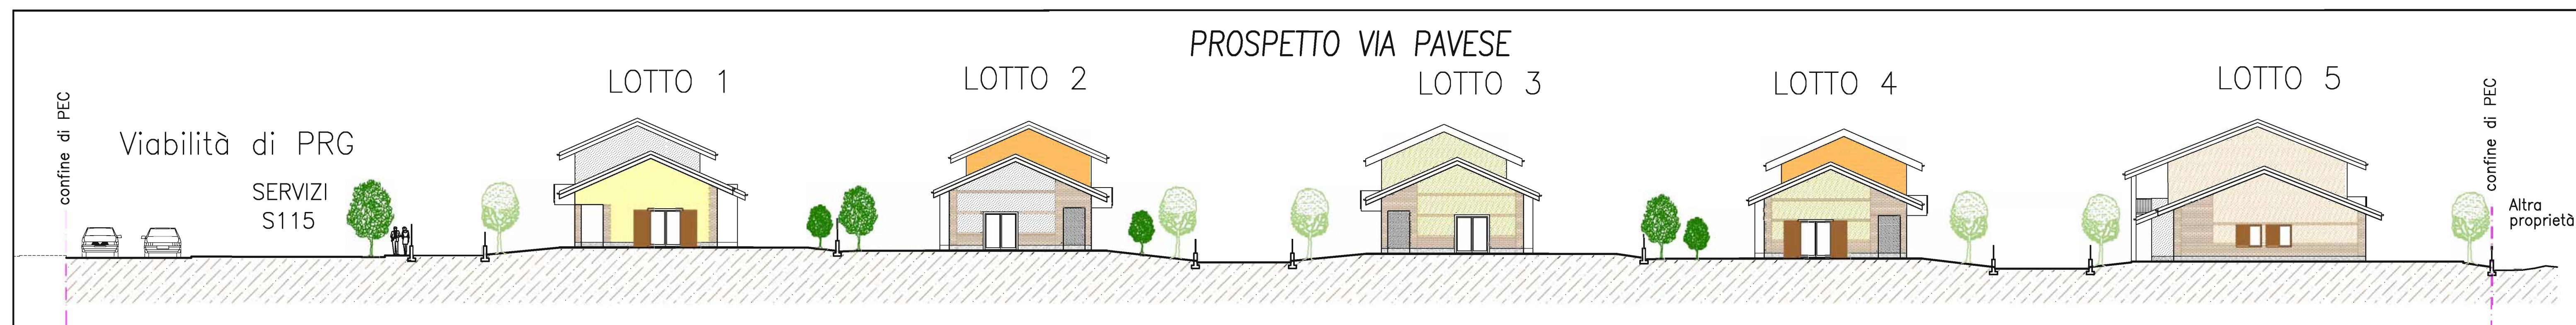 PROSPETTO VIA PAVESE
LOTTO 1
LOTTO 2
LOTTO 3
LOTTO 4
LOTTO 5
confine di PEC
Viabilità di PRG
SERVIZI
S115
confine di PEC
Altra
proprietà